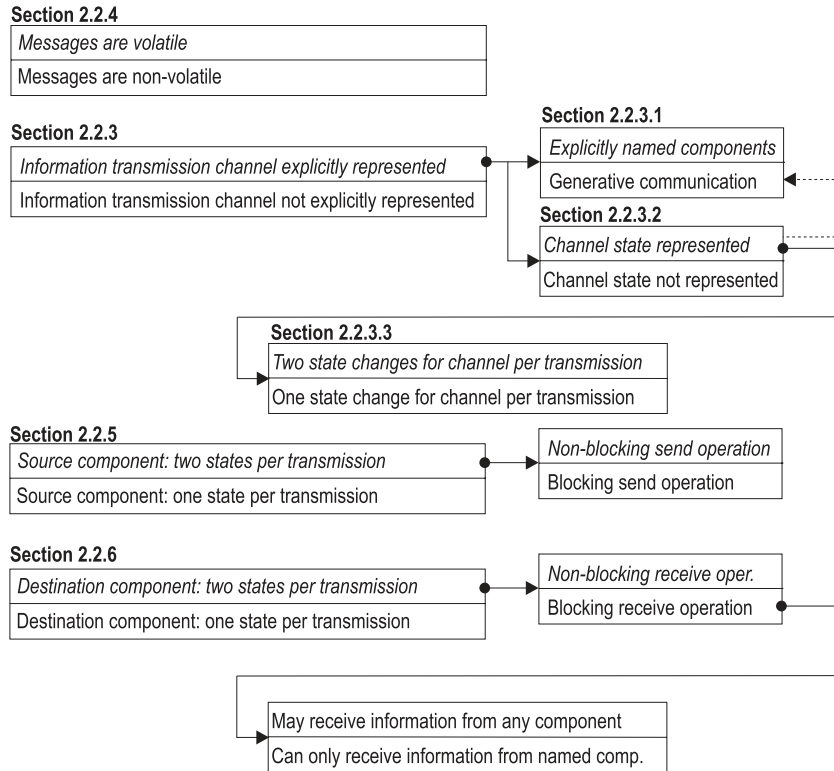 Section 2.2.4
Messages are volatile
Messages are non-volatile
Section 2.2.3
Information transmission channel explicitly represented
Information transmission channel not explicitly represented
Section 2.2.3.1
Explicitly named components
Generative communication
Section 2.2.3.2
Channel state represented
Channel state not represented
Section 2.2.3.3
Two state changes for channel per transmission
One state change for channel per transmission
Section 2.2.5
Source component: two states per transmission
Source component: one state per transmission
Non-blocking send operation
Blocking send operation
Section 2.2.6
Destination component: two states per transmission
Destination component: one state per transmission
Non-blocking receive oper.
Blocking receive operation
May receive information from any component
Can only receive information from named comp.